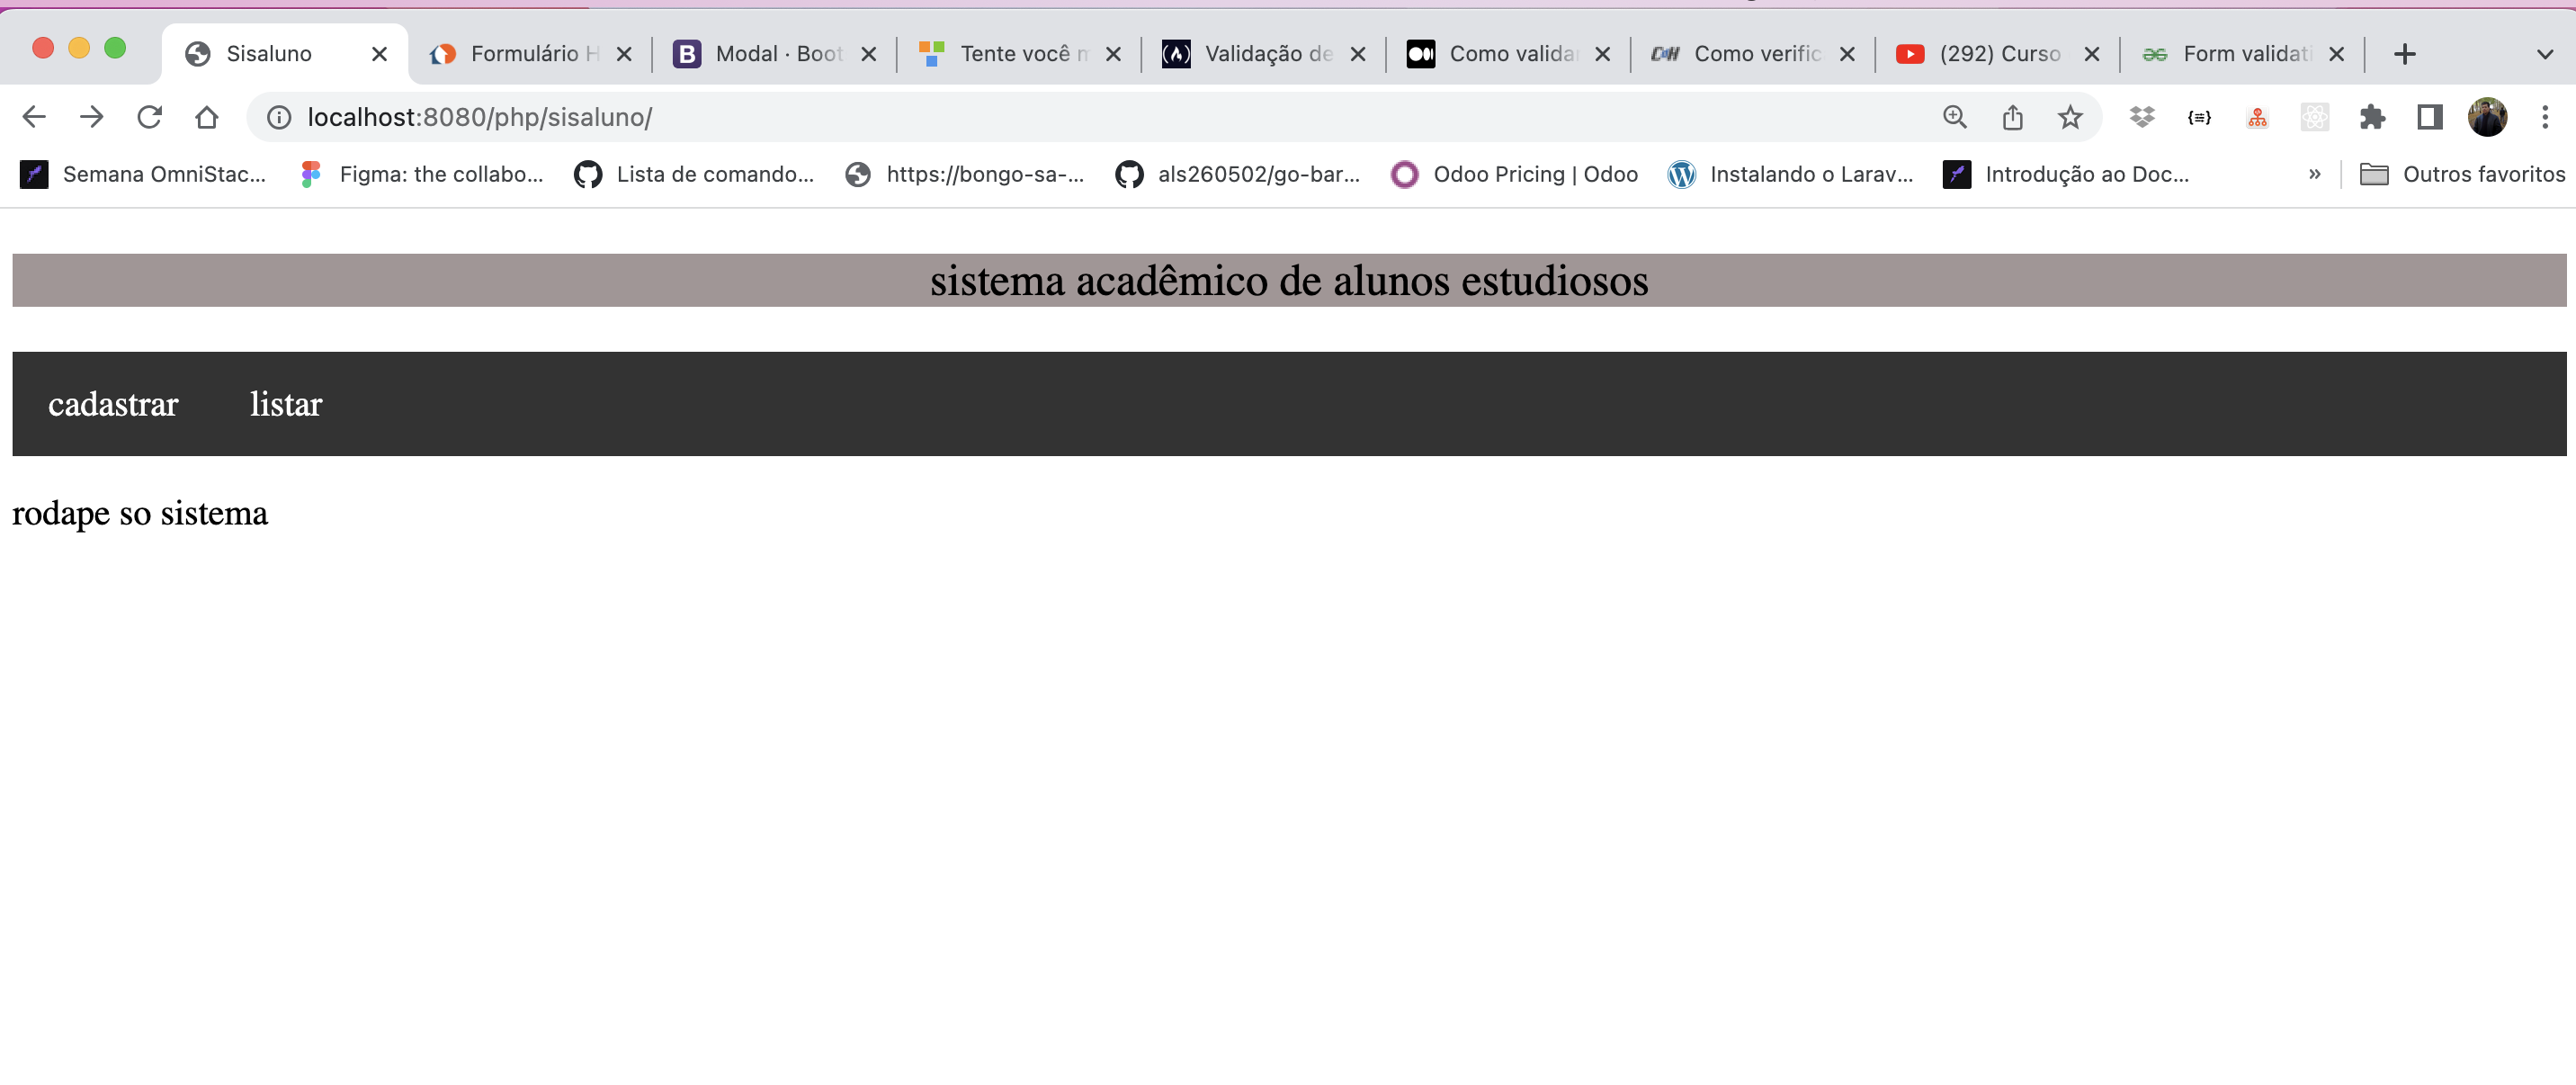 Sisaluno Formulário H Modal · Boot Tente você m Validação de Como valida Como verific (292) Curso Form validati
localhost:8080/php/sisaluno/
Semana OmniStac... Figma: the collabo... Lista de comando... https://bongo-sa-... als260502/go-bar... Odoo Pricing | Odoo Instalando o Larav... Introdução ao Doc... » Outros favoritos
sistema acadêmico de alunos estudiosos
cadastrar listar
rodape so sistema